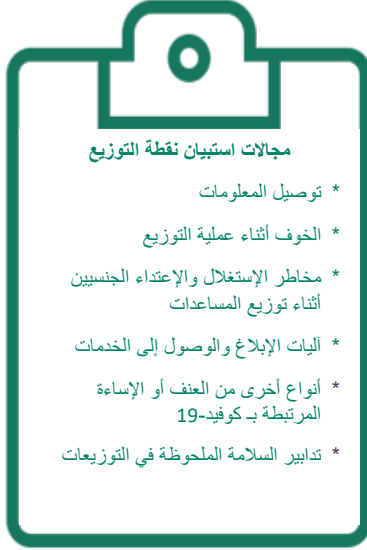 مجالات استبيان نقطة التوزيع
* توصيل المعلومات
* الخوف أثناء عملية التوزيع
* مخاطر الإستغلال والإعتداء الجنسيين
أثناء توزيع المساعدات
* آليات الإبلاغ والوصول إلى الخدمات
* أنواع أخرى من العنف أو الإساءة
المرتبطة بـ كوفيد-19
* تدابير السلامة الملحوظة في التوزيعات